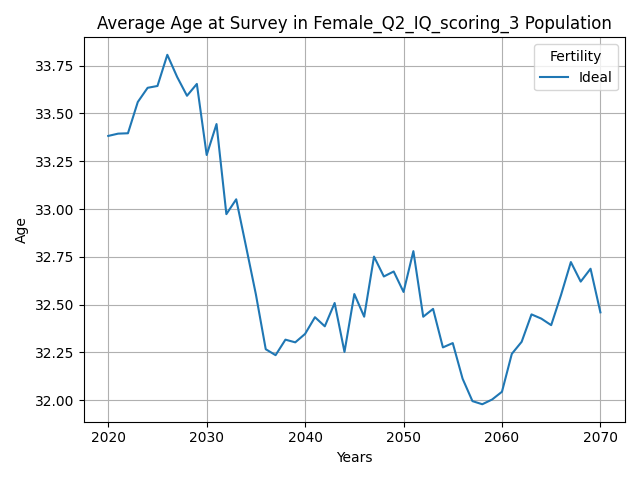 Average Age at Survey in Female_Q2_IQ_scoring_3 Population
Fertility
Ideal
33.75
33.50
33.25
33.00
32.75
32.50
32.25
32.00
Age
2020
2030
2040
2050
2060
2070
Years